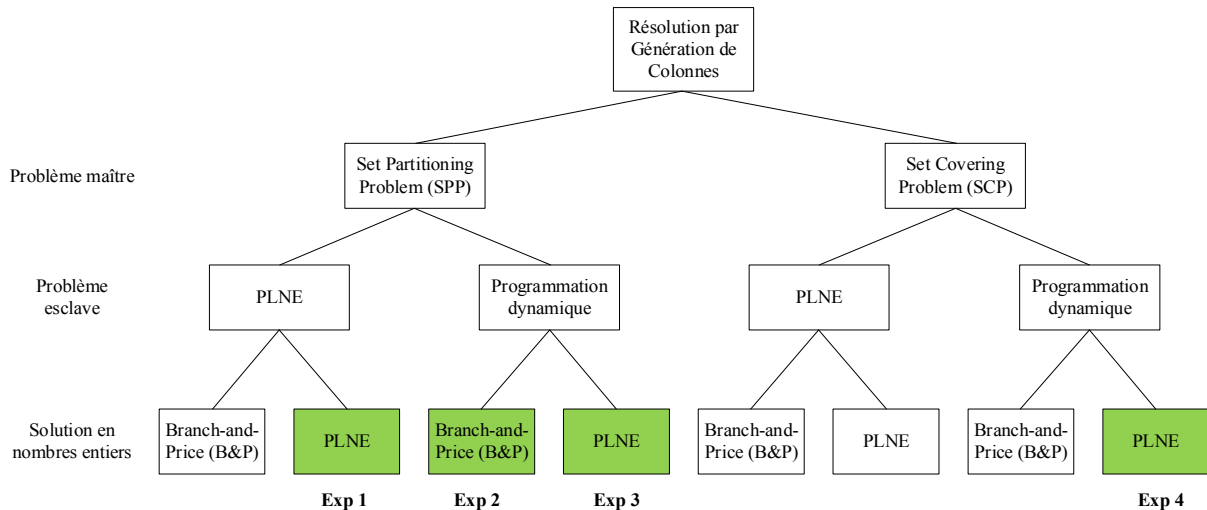 Résolution par
Génération de
Colonnes
Problème maître
Set Partitioning
Problem (SPP)
Set Covering
Problem (SCP)
Problème
esclave
PLNE
Programmation
dynamique
PLNE
Programmation
dynamique
Solution en
nombres entiers
Branch-and-
Price (B&P)
PLNE
Branch-and-
Price (B&P)
PLNE
Branch-and-
Price (B&P)
PLNE
Branch-and-
Price (B&P)
PLNE
Exp 1
Exp 2
Exp 3
Exp 4